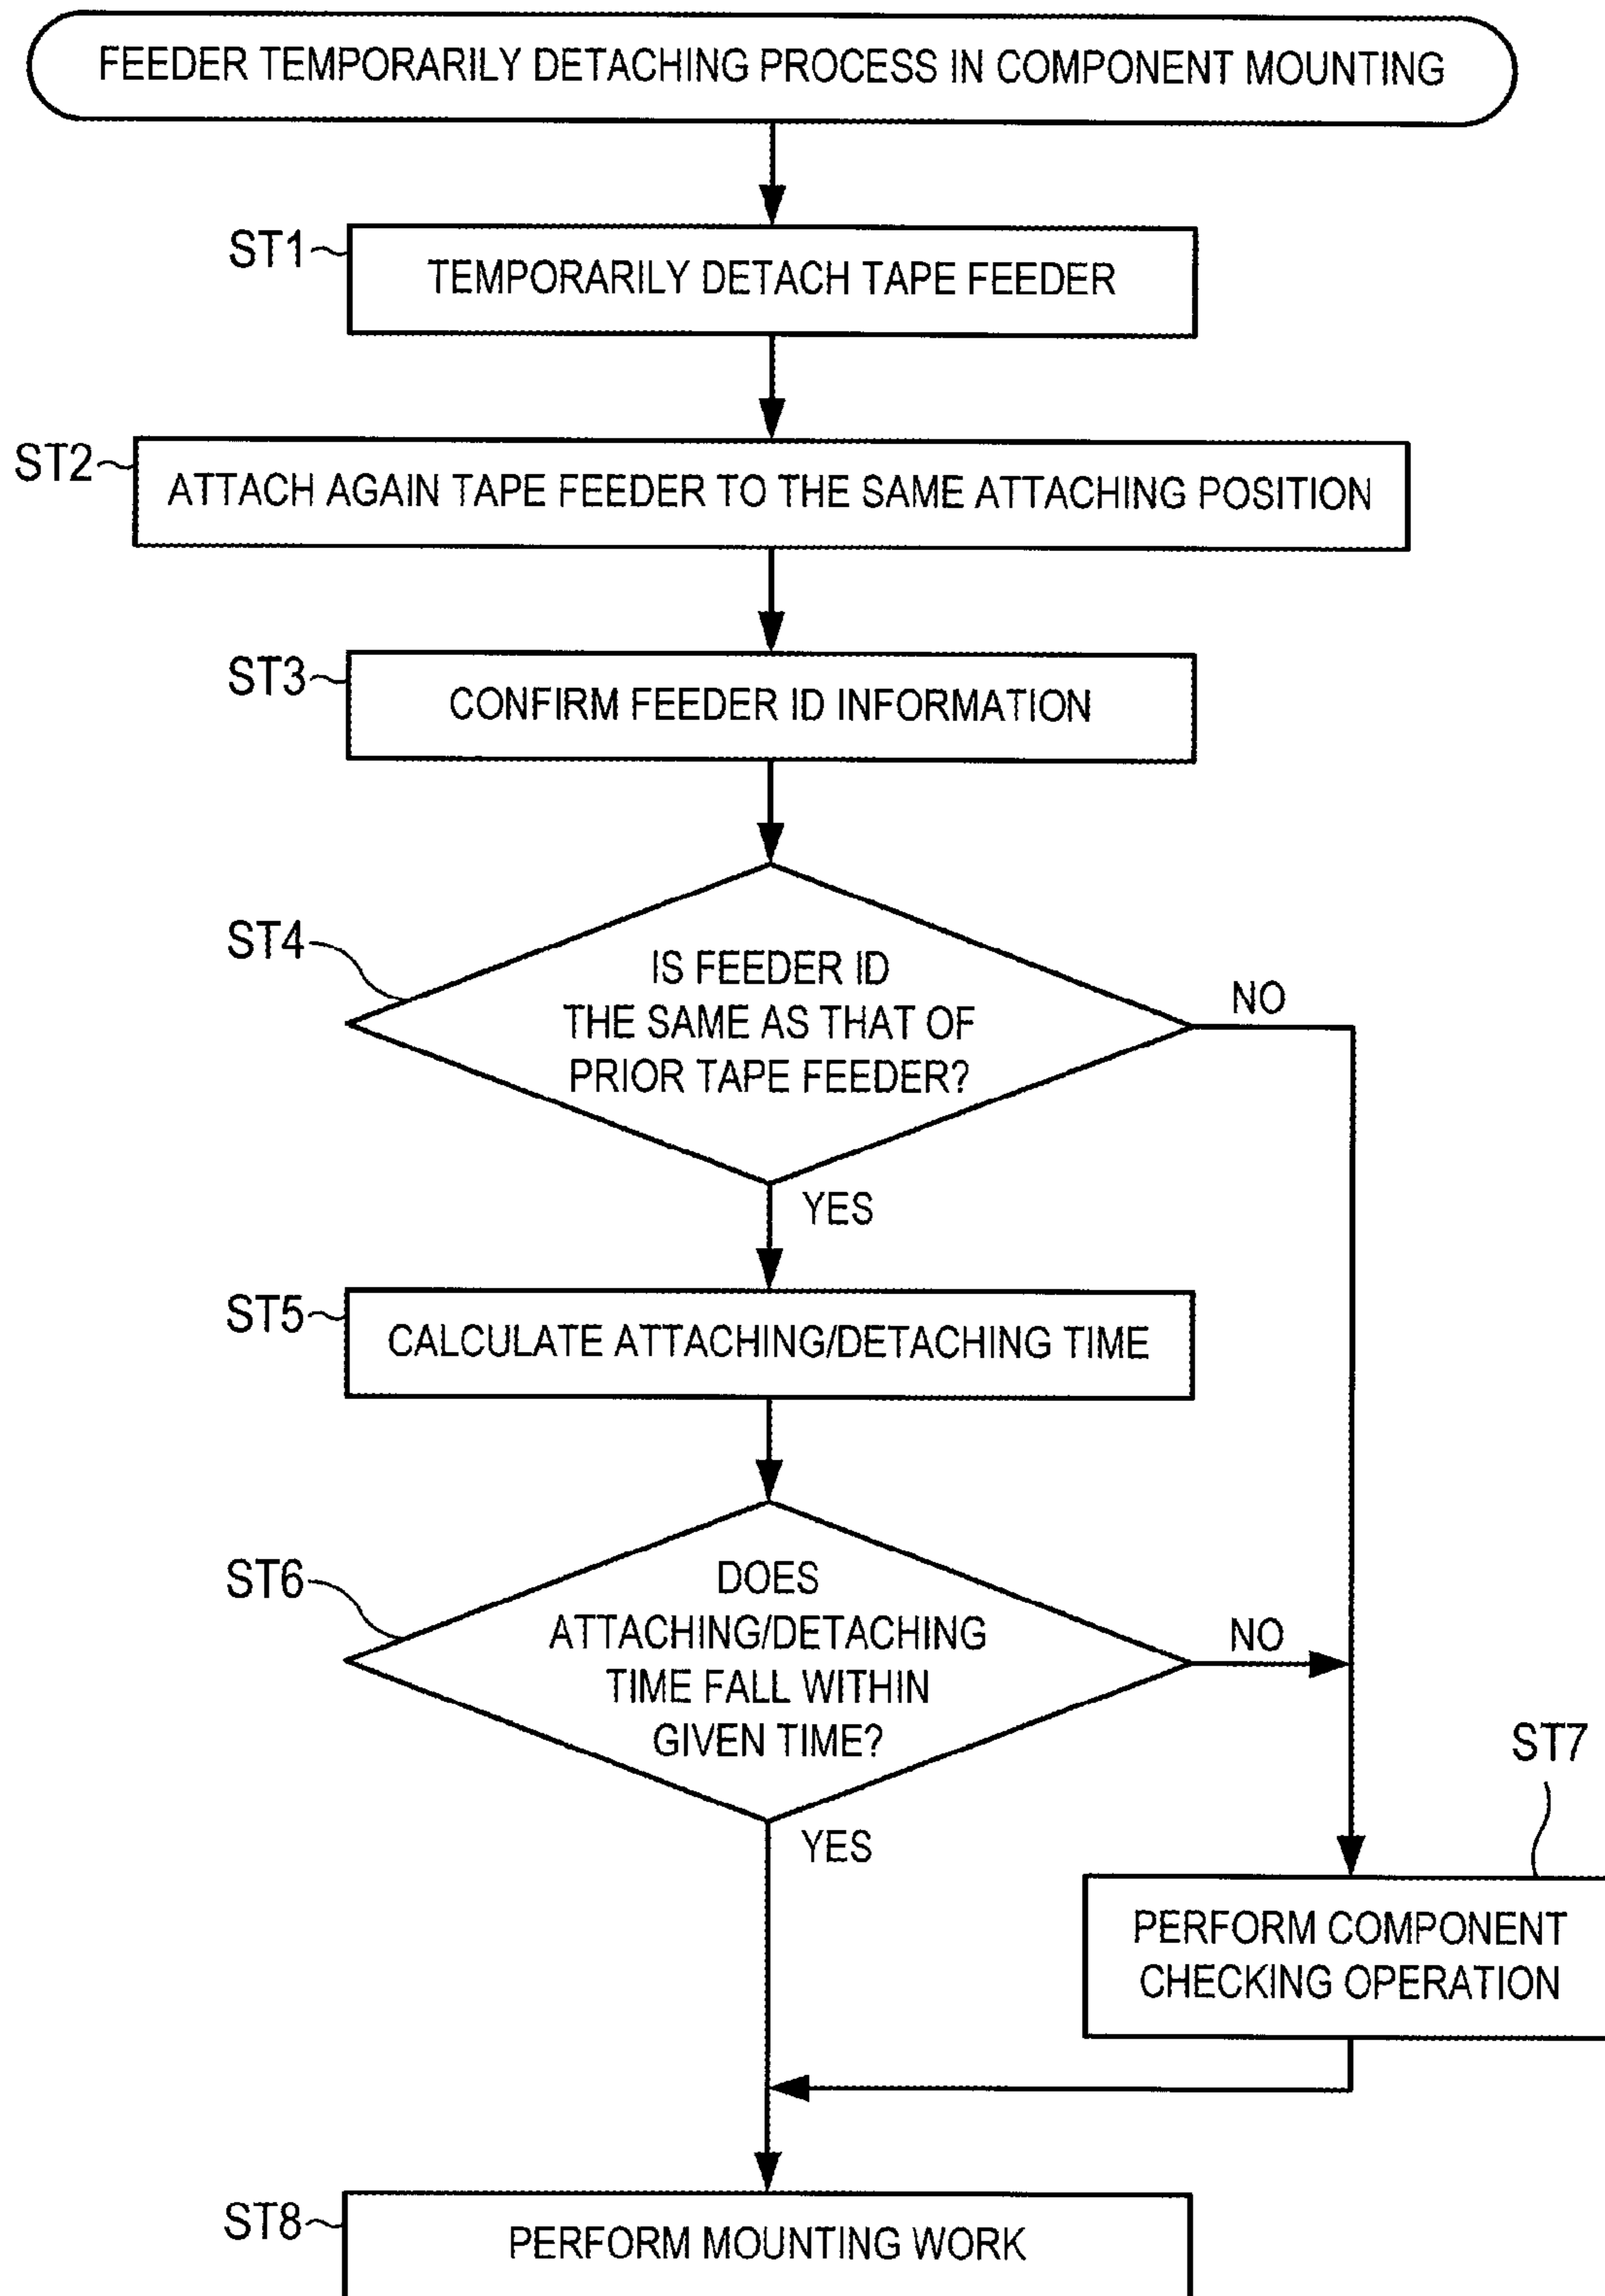 FEEDER TEMPORARILY DETACHING PROCESS IN COMPONENT MOUNTING
ST1
TEMPORARILY DETACH TAPE FEEDER
ST2
ATTACH AGAIN TAPE FEEDER TO THE SAME ATTACHING POSITION
ST3
CONFIRM FEEDER ID INFORMATION
ST4
IS FEEDER ID
THE SAME AS THAT OF
PRIOR TAPE FEEDER?
NO
YES
ST5
CALCULATE ATTACHING/DETACHING TIME
ST6
DOES
ATTACHING/DETACHING
TIME FALL WITHIN
GIVEN TIME?
NO
YES
ST7
PERFORM COMPONENT
CHECKING OPERATION
ST8
PERFORM MOUNTING WORK